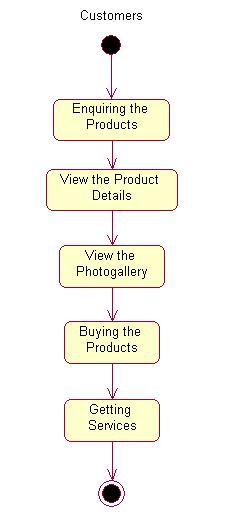 Customers
Enquiring the
Products
View the Product
Details
View the
Photogallery
Buying the
Products
Getting
Services